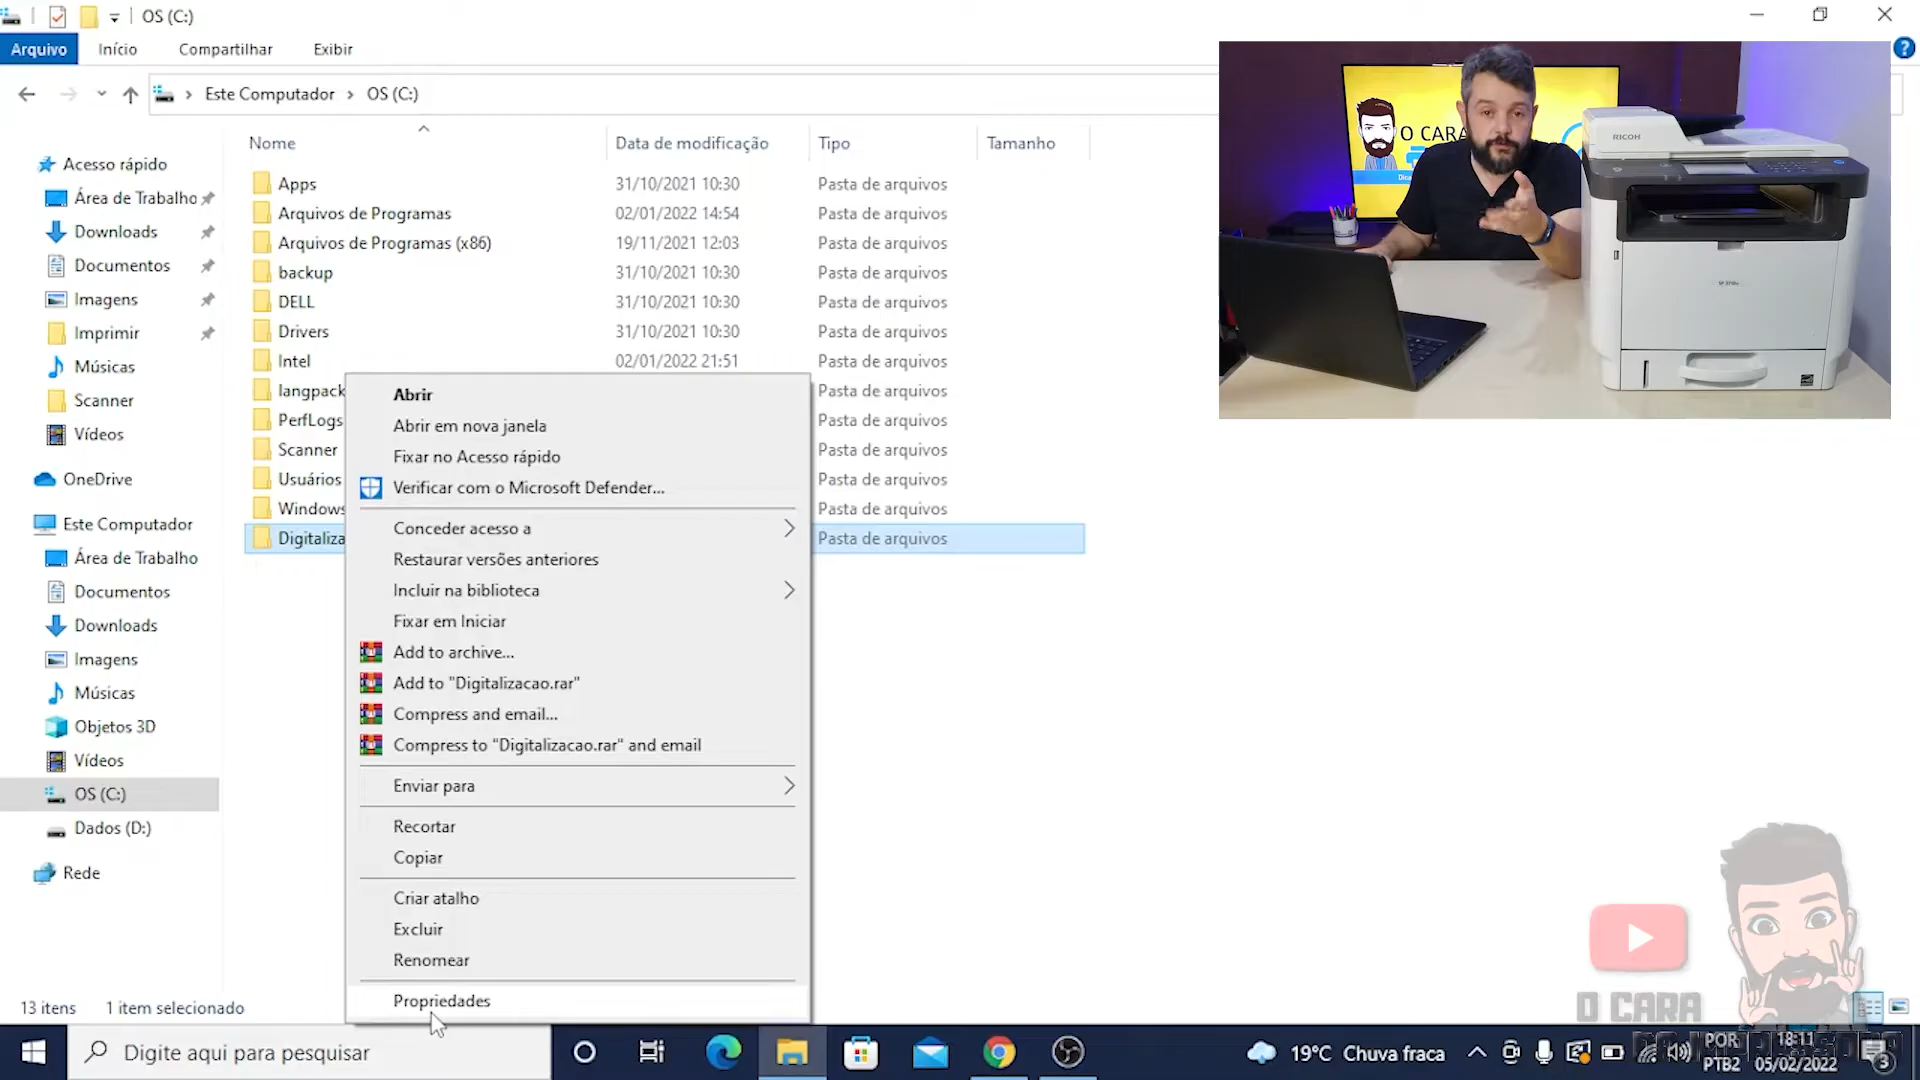 OS (C:)
Arquivo Início Compartilhar Exibir
Este Computador OS (C:)
Nome Data de modificação Tipo Tamanho
Acesso rápido
Área de Trabalho
Downloads
Documentos
Imagens
Imprimir
Músicas
Scanner
Vídeos
OneDrive
Este Computador
Área de Trabalho
Documentos
Downloads
Imagens
Músicas
Objetos 3D
Vídeos
OS (C:)
Dados (D:)
Rede
Apps 31/10/2021 10:30 Pasta de arquivos
Arquivos de Programas 02/01/2022 14:54 Pasta de arquivos
Arquivos de Programas (x86) 19/11/2021 12:03 Pasta de arquivos
backup 31/10/2021 10:30 Pasta de arquivos
DELL 31/10/2021 10:30 Pasta de arquivos
Drivers 31/10/2021 10:30 Pasta de arquivos
Intel 02/01/2022 21:51 Pasta de arquivos
langpack Pasta de arquivos
PerfLogs Pasta de arquivos
Scanner Pasta de arquivos
Usuários Pasta de arquivos
Windows Pasta de arquivos
Digitaliza Pasta de arquivos
Abrir
Abrir em nova janela
Fixar no Acesso rápido
Verificar com o Microsoft Defender...
Conceder acesso a
Restaurar versões anteriores
Incluir na biblioteca
Fixar em Iniciar
Add to archive...
Add to "Digitalizacao.rar"
Compress and email...
Compress to "Digitalizacao.rar" and email
Enviar para
Recortar
Copiar
Criar atalho
Excluir
Renomear
Propriedades
O CARA
RICOH
13 itens 1 item selecionado
O CARA
Digite aqui para pesquisar
19°C Chuva fraca
POR
PTB2
18:11
05/02/2022
3